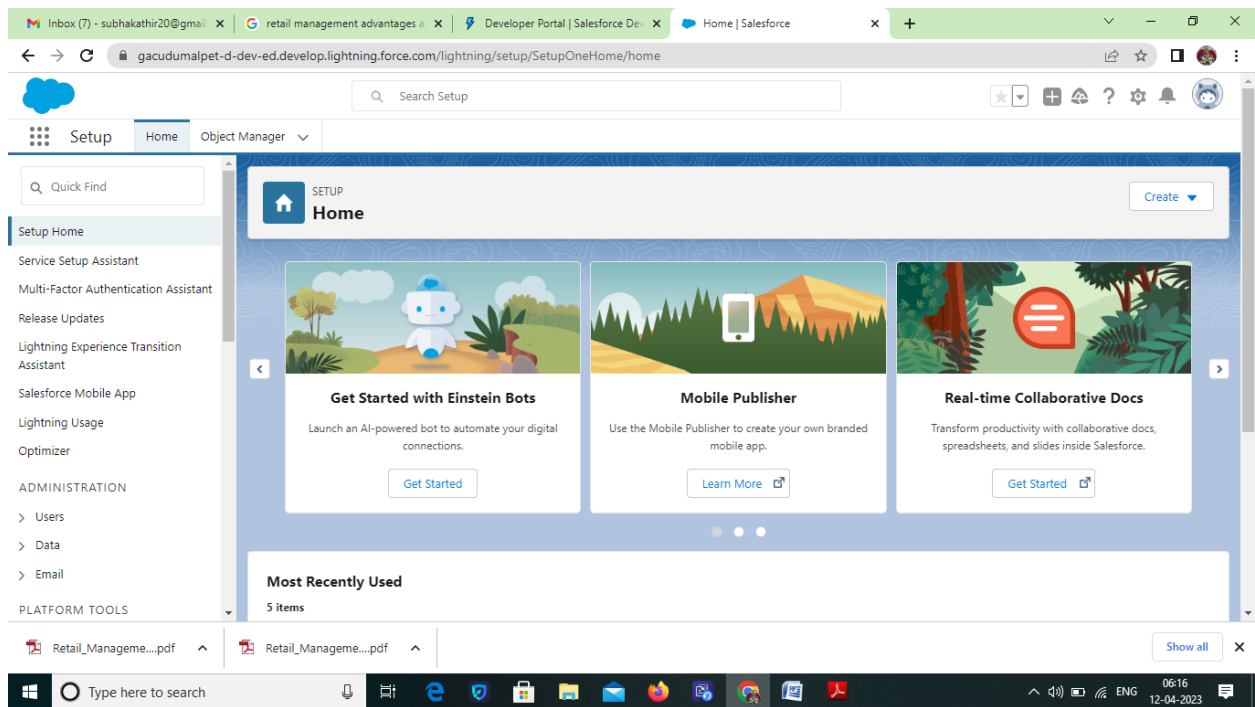 Inbox (7) - subhakathir20@gmail
retail management advantages a
Developer Portal | Salesforce Dev
Home | Salesforce
gacudumalpet-d-dev-ed.develop.lightning.force.com/lightning/setup/SetupOneHome/home
Search Setup
Setup
Home
Object Manager
Quick Find
SETUP
Home
Create
Setup Home
Service Setup Assistant
Multi-Factor Authentication Assistant
Release Updates
Lightning Experience Transition
Assistant
Salesforce Mobile App
Lightning Usage
Optimizer
ADMINISTRATION
Users
Data
Email
PLATFORM TOOLS
Get Started with Einstein Bots
Launch an AI-powered bot to automate your digital
connections.
Get Started
Mobile Publisher
Use the Mobile Publisher to create your own branded
mobile app.
Learn More
Real-time Collaborative Docs
Transform productivity with collaborative docs,
spreadsheets, and slides inside Salesforce.
Get Started
Most Recently Used
5 items
Retail_Manageme....pdf
Retail_Manageme....pdf
Show all
Type here to search
ENG
06:16
12-04-2023